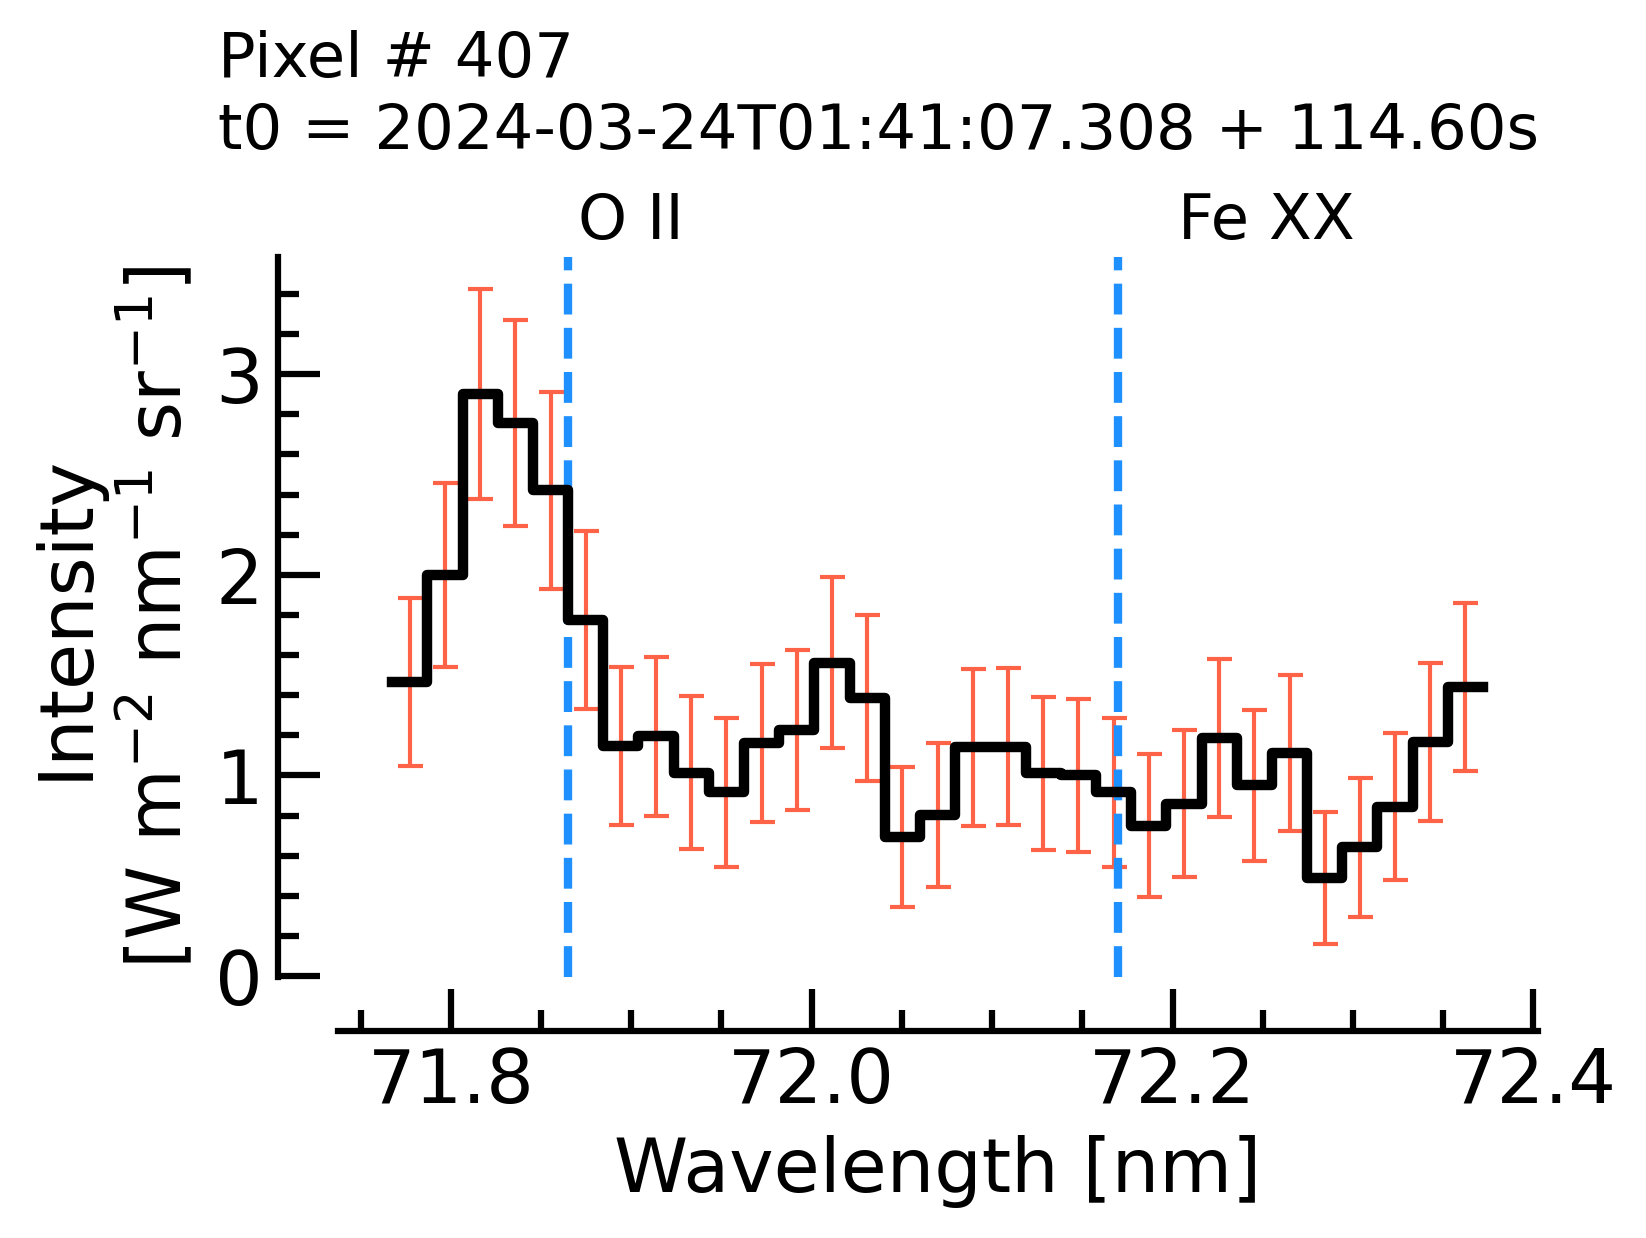 Pixel # 407
t0 = 2024-03-24T01:41:07.308 + 114.60s
O II
Fe XX
Intensity
[W m⁻² nm⁻¹ sr⁻¹]
3
2
1
0
71.8
72.0
72.2
72.4
Wavelength [nm]